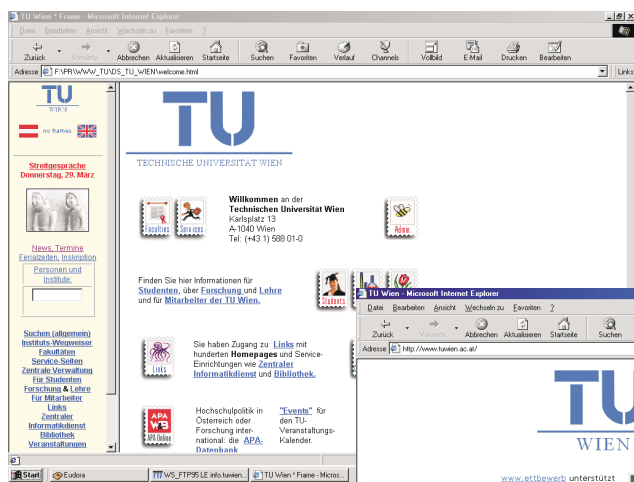 TU Wien * Frame - Microsoft Internet Explorer
Datei Bearbeiten Ansicht Wechseln zu Favoriten ?
Zurück Vorwärts Abbrechen Aktualisieren Startseite Suchen Favoriten Verlauf Channels Vollbild E-Mail Drucken Bearbeiten
Adresse F:\PR\WWW_TU\DS_TU_WIEN\welcome.html Links
TU
WIEN
no frames
Streitgespräche
Donnerstag, 29. März
News, Termine
Ferialzeiten, Inskription
Personen und
Institute:
Suchen (allgemein)
Instituts-Wegweiser
Fakultäten
Service-Seiten
Zentrale Verwaltung
Für Studenten
Forschung & Lehre
Für Mitarbeiter
Links
Zentraler
Informatikdienst
Bibliothek
Veranstaltungen
TU
TECHNISCHE UNIVERSITÄT WIEN
Faculties Services
Willkommen an der
Technischen Universität Wien
Karlsplatz 13
A-1040 Wien
Tel: (+43 1) 588 01-0
Admin.
Finden Sie hier Informationen für
Studenten, über Forschung und Lehre
und für Mitarbeiter der TU Wien.
Students
Links
Sie haben Zugang zu Links mit
hunderten Homepages und Service-
Einrichtungen wie Zentraler
Informatikdienst und Bibliothek.
APA
WEB
APA Online
Hochschulpolitik in
Österreich oder
Forschung inter-
national: die APA-
Datenbank
"Events" für
den TU-
Veranstaltungs-
Kalender.
TU Wien - Microsoft Internet Explorer
Datei Bearbeiten Ansicht Wechseln zu Favoriten ?
Zurück Vorwärts Abbrechen Aktualisieren Startseite Suchen
Adresse http://www.tuwien.ac.at/
TU
WIEN
www.ettbewerb unterstützt
Start Eudora WS_FTP95 LE info.tuwien... TU Wien * Frame - Micros...